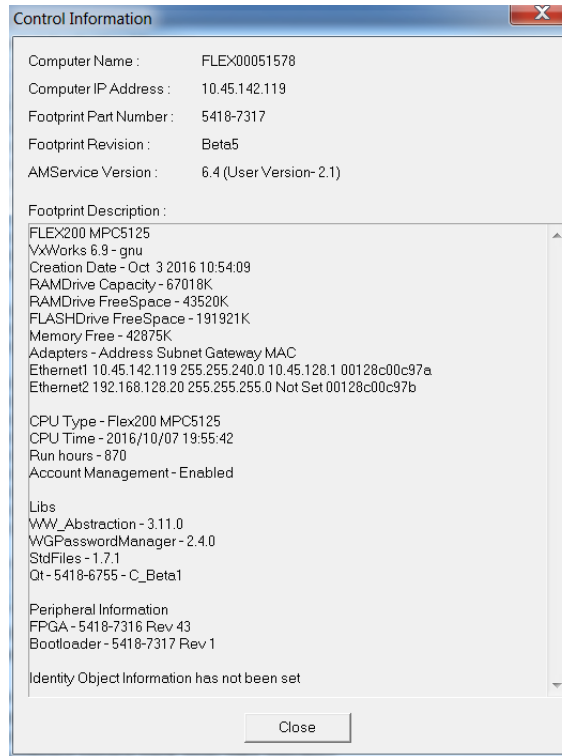 Control Information
Computer Name : FLEX00051578
Computer IP Address : 10.45.142.119
Footprint Part Number : 5418-7317
Footprint Revision : Beta5
AMService Version : 6.4 (User Version- 2.1)
Footprint Description :
FLEX200 MPC5125
VxWorks 6.9 - gnu
Creation Date - Oct 3 2016 10:54:09
RAMDrive Capacity - 67018K
RAMDrive FreeSpace - 43520K
FLASHDrive FreeSpace - 191921K
Memory Free - 42875K
Adapters - Address Subnet Gateway MAC
Ethernet1 10.45.142.119 255.255.240.0 10.45.128.1 00128c00c97a
Ethernet2 192.168.128.20 255.255.255.0 Not Set 00128c00c97b
CPU Type - Flex200 MPC5125
CPU Time - 2016/10/07 19:55:42
Run hours - 870
Account Management - Enabled
Libs
WW_Abstraction - 3.11.0
WGPasswordManager - 2.4.0
StdFiles - 1.7.1
Qt - 5418-6755 - C_Beta1
Peripheral Information
FPGA - 5418-7316 Rev 43
Bootloader - 5418-7317 Rev 1
Identity Object Information has not been set
Close